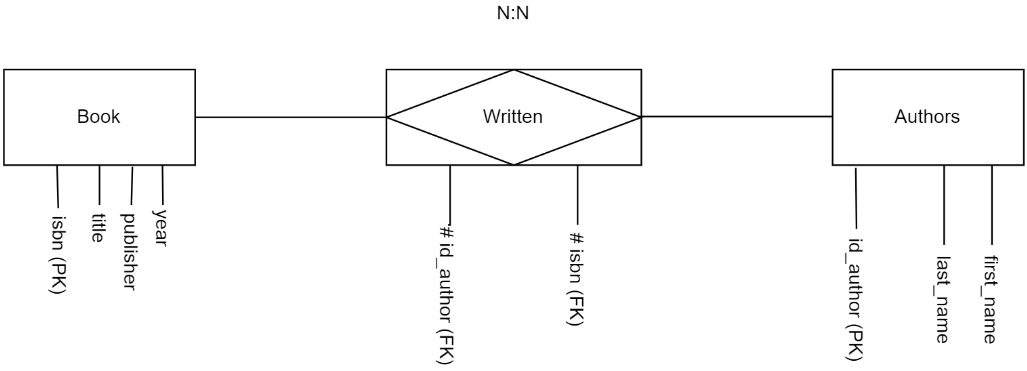 N:N
Book
Written
Authors
isbn (PK)
title
publisher
year
# id_author (FK)
# isbn (FK)
id_author (PK)
last_name
first_name